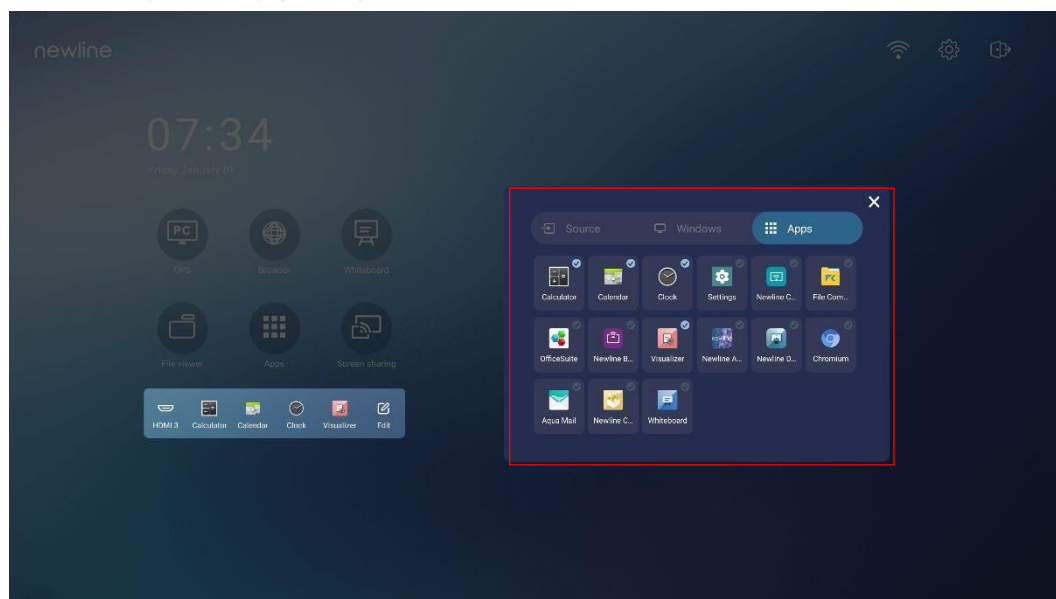 newline
07:34
Friday January 01
PC
OPS
Browser
Whiteboard
File viewer
Apps
Screen sharing
HDMI 3
Calculator
Calendar
Clock
Visualizer
Edit
Source
Windows
Apps
Calculator
Calendar
Clock
Settings
Newline C...
File Com...
OfficeSuite
Newline B...
Visualizer
Newline A...
Newline D...
Chromium
Aqua Mail
Newline C...
Whiteboard